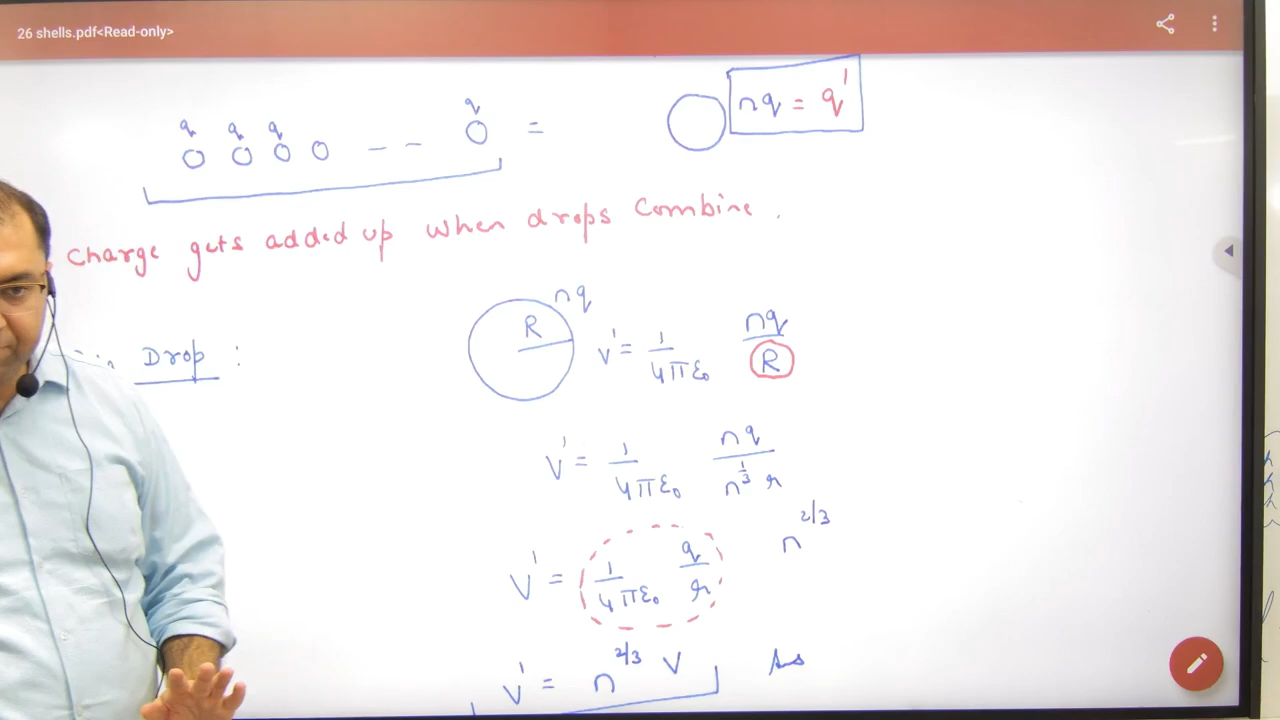 26 shells.pdf<Read-only>
q q q q
— — =
nq = q'
Charge gets added up when drops combine.
Drop :
R nq
V' = 1/4πε₀ nq/R
V' = 1/4πε₀ nq/n^1/3 r
V' = 1/4πε₀ q/r n^2/3
V' = n^2/3 V Ans